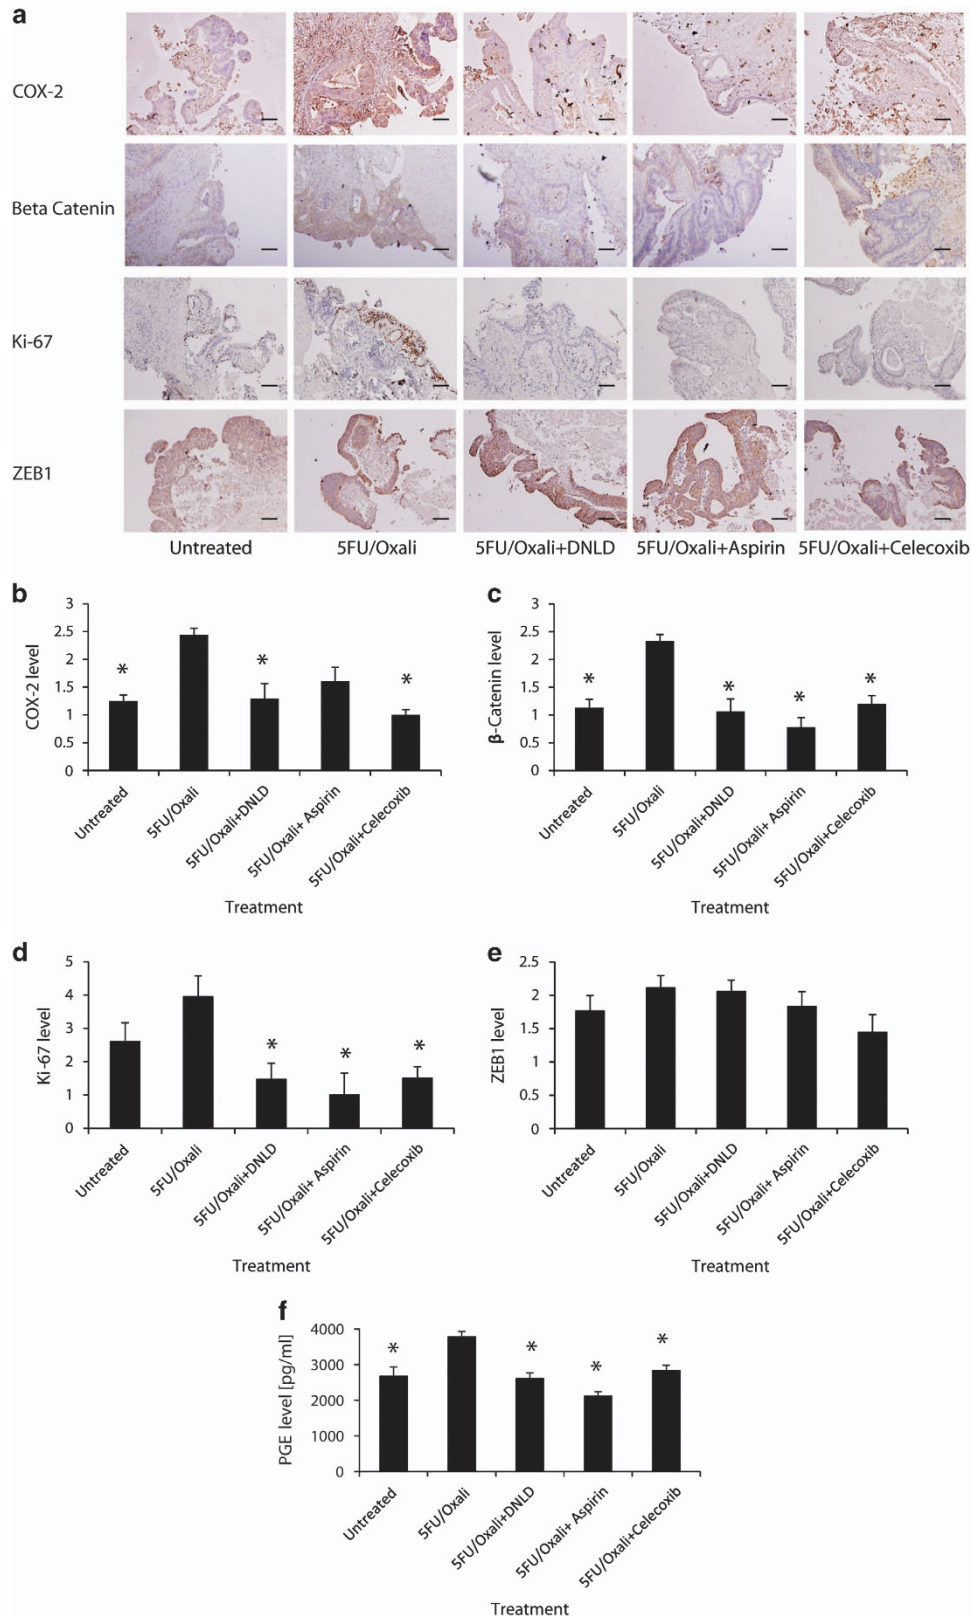 a
COX-2
Beta Catenin
Ki-67
ZEB1
Untreated 5FU/Oxali 5FU/Oxali+DNLD 5FU/Oxali+Aspirin 5FU/Oxali+Celecoxib
b
COX-2 level
3
2.5
2
1.5
1
0.5
0
* * *
Untreated
5FU/Oxali
5FU/Oxali+DNLD
5FU/Oxali+ Aspirin
5FU/Oxali+Celecoxib
Treatment
c
β-Catenin level
3
2.5
2
1.5
1
0.5
0
* * * *
Untreated
5FU/Oxali
5FU/Oxali+DNLD
5FU/Oxali+ Aspirin
5FU/Oxali+Celecoxib
Treatment
d
Ki-67 level
5
4
3
2
1
0
* * *
Untreated
5FU/Oxali
5FU/Oxali+DNLD
5FU/Oxali+ Aspirin
5FU/Oxali+Celecoxib
Treatment
e
ZEB1 level
2.5
2
1.5
1
0.5
0
Untreated
5FU/Oxali
5FU/Oxali+DNLD
5FU/Oxali+ Aspirin
5FU/Oxali+Celecoxib
Treatment
f
PGE level [pg/ml]
4000
3000
2000
1000
0
* * * *
Untreated
5FU/Oxali
5FU/Oxali+DNLD
5FU/Oxali+ Aspirin
5FU/Oxali+Celecoxib
Treatment